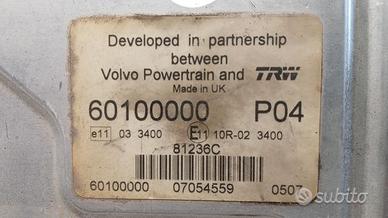 Developed in partnership
between
Volvo Powertrain and TRW
Made in UK
60100000 P04
e11 03 3400 E11 10R-02 3400
81236C
60100000 07054559 0507
subito